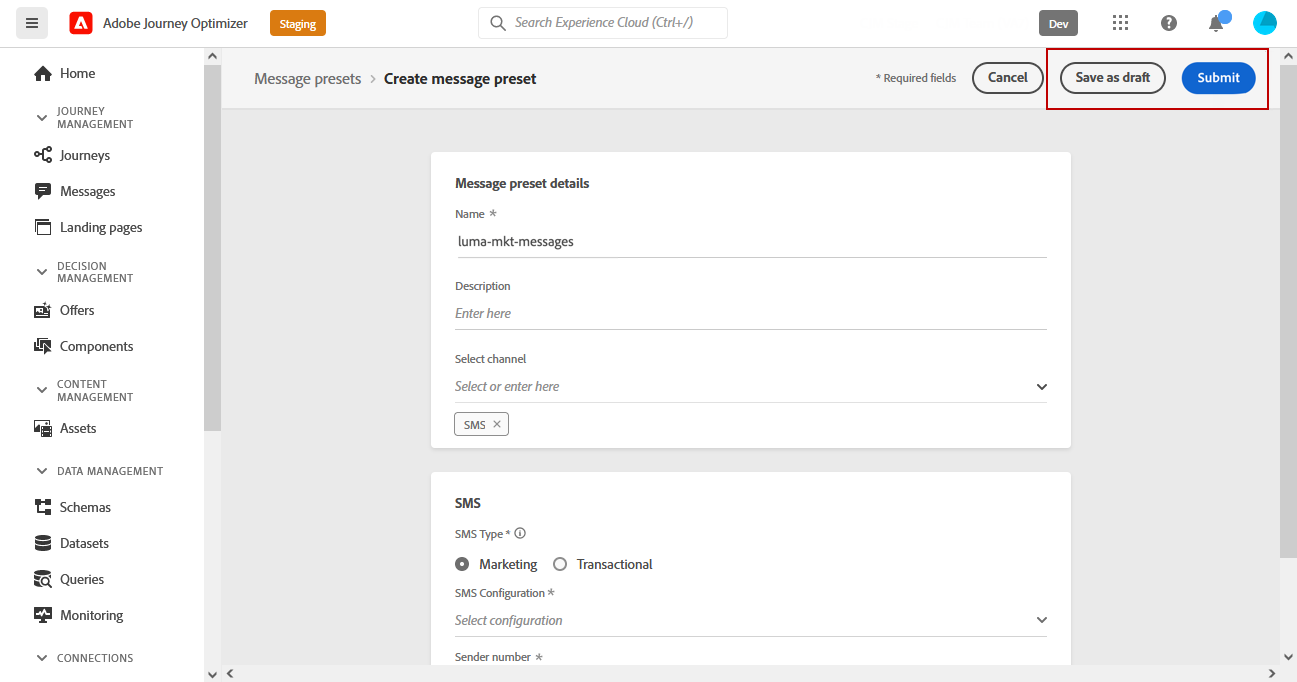 Adobe Journey Optimizer
Staging
Search Experience Cloud (Ctrl+/)
Dev
Home
JOURNEY
MANAGEMENT
Journeys
Messages
Landing pages
DECISION
MANAGEMENT
Offers
Components
CONTENT
MANAGEMENT
Assets
DATA MANAGEMENT
Schemas
Datasets
Queries
Monitoring
CONNECTIONS
Message presets > Create message preset
* Required fields
Cancel
Save as draft
Submit
Message preset details
Name *
luma-mkt-messages
Description
Enter here
Select channel
Select or enter here
SMS ×
SMS
SMS Type *
Marketing
Transactional
SMS Configuration *
Select configuration
Sender number *